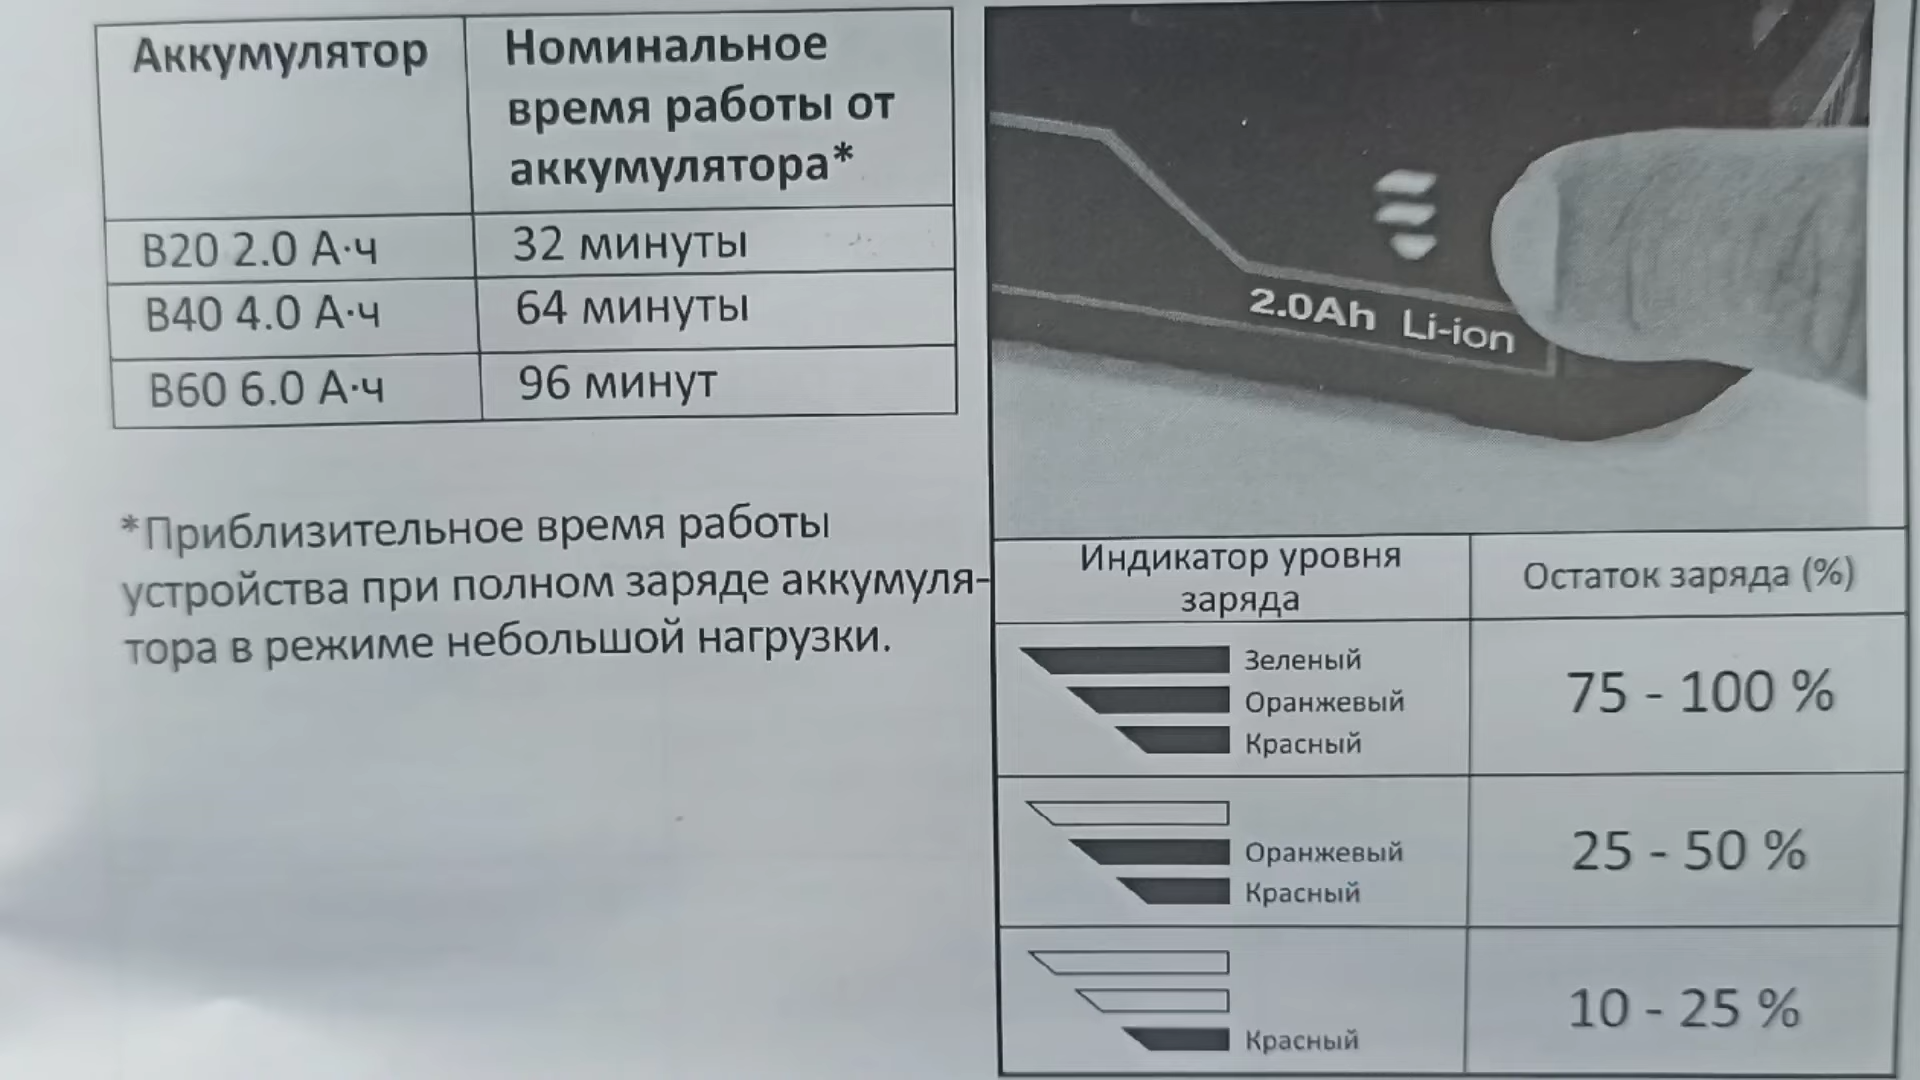 Аккумулятор
Номинальное
время работы от
аккумулятора*
B20 2.0 А·ч
32 минуты
B40 4.0 А·ч
64 минуты
B60 6.0 А·ч
96 минут
*Приблизительное время работы
устройства при полном заряде аккумуля-
тора в режиме небольшой нагрузки.
2.0Ah Li-ion
Индикатор уровня
заряда
Остаток заряда (%)
Зеленый
Оранжевый
Красный
75 - 100 %
Оранжевый
Красный
25 - 50 %
Красный
10 - 25 %